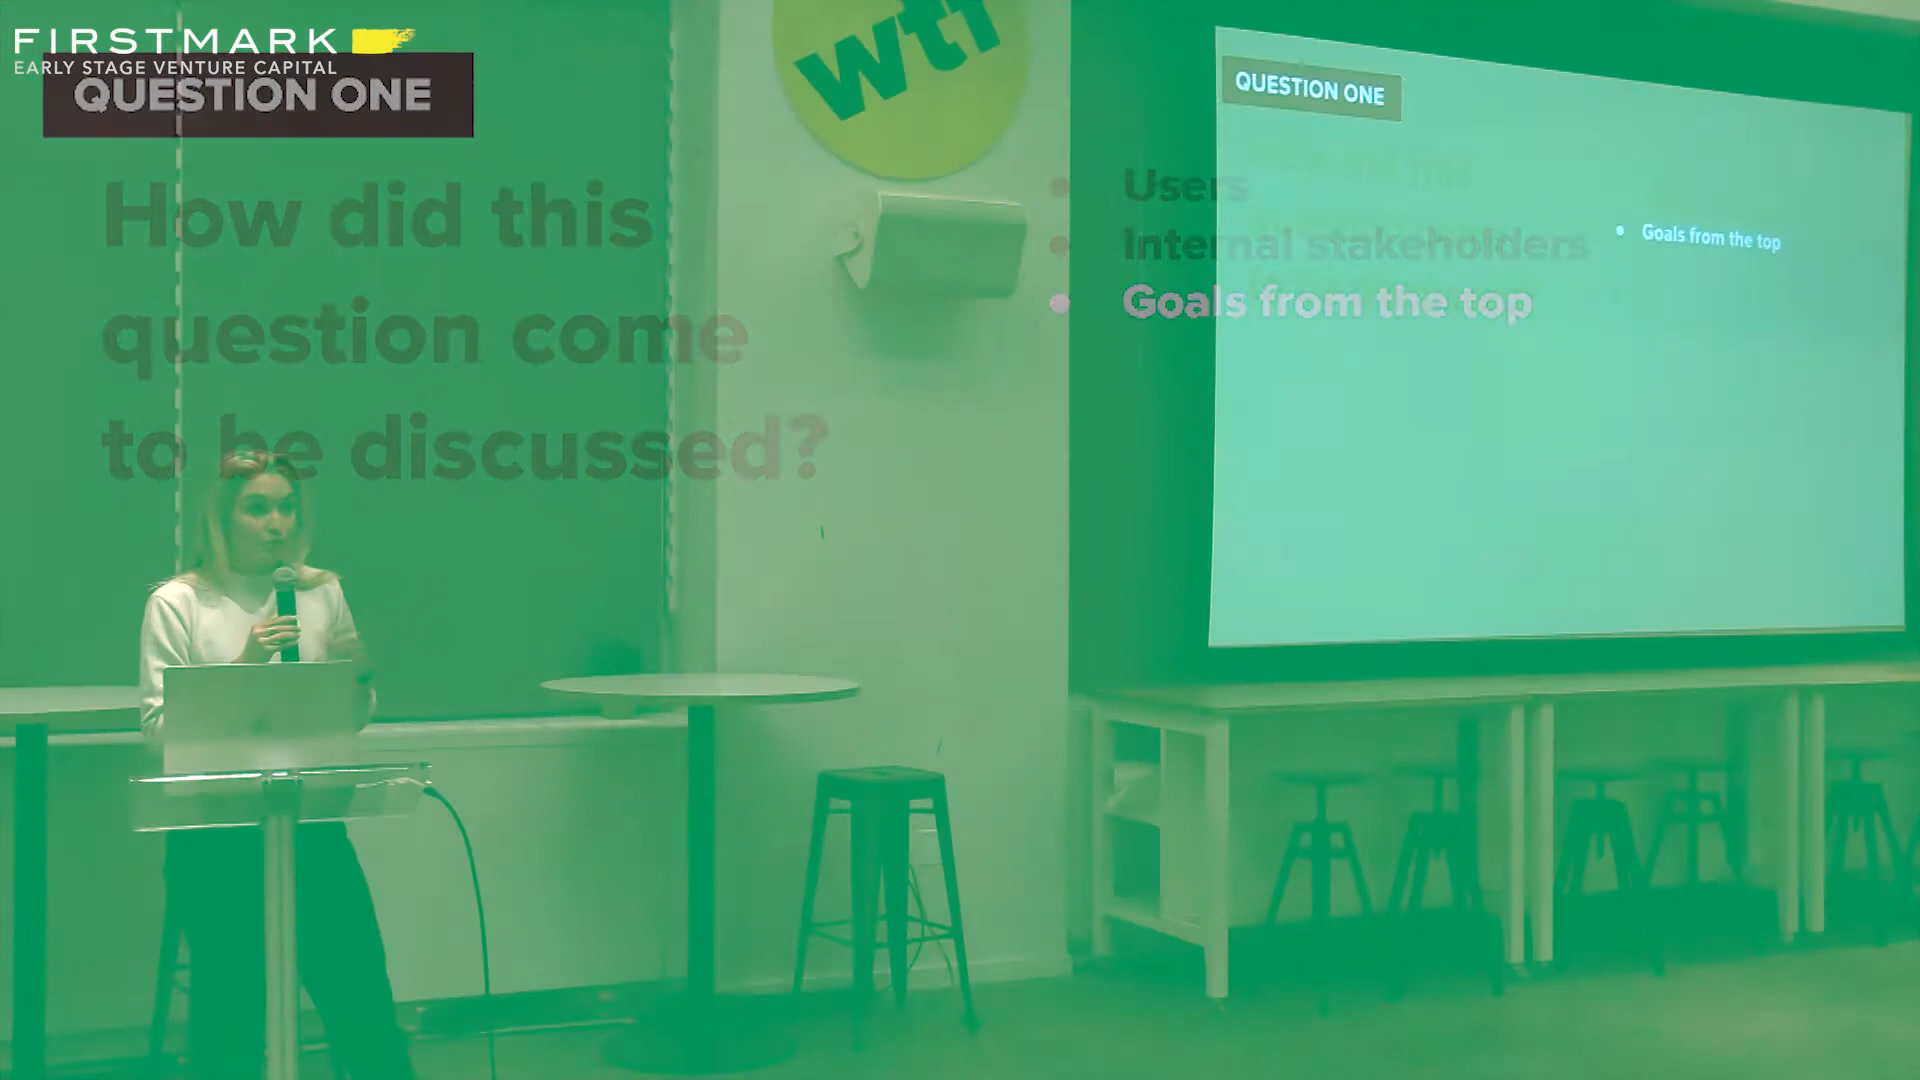 FIRSTMARK
EARLY STAGE VENTURE CAPITAL
QUESTION ONE
How did this
question come
to be discussed?
wtf
Users
Internal stakeholders
Goals from the top
QUESTION ONE
Goals from the top